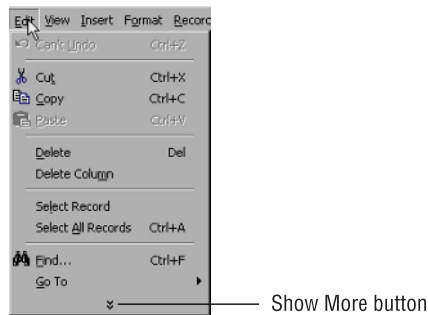 Edit View Insert Format Recorc
Can't Undo Ctrl+Z
Cut Ctrl+X
Copy Ctrl+C
Paste Ctrl+V
Delete Del
Delete Column
Select Record
Select All Records Ctrl+A
Find... Ctrl+F
Go To
Show More button